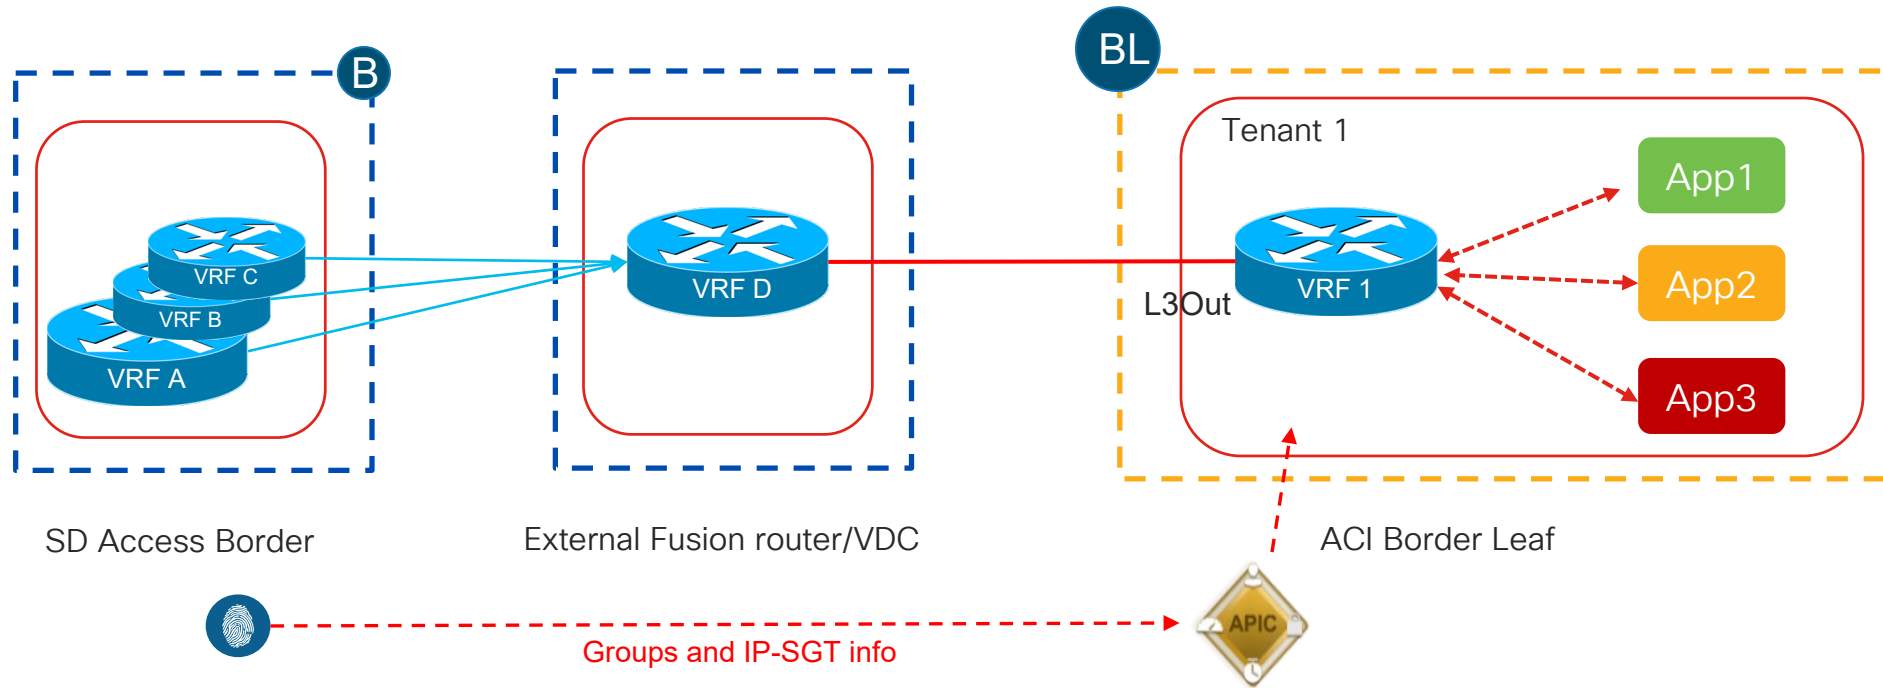 B
BL
Tenant 1
App1
VRF C
VRF B
VRF A
VRF D
VRF 1
L3Out
App2
App3
SD Access Border
External Fusion router/VDC
ACI Border Leaf
APIC
Groups and IP-SGT info